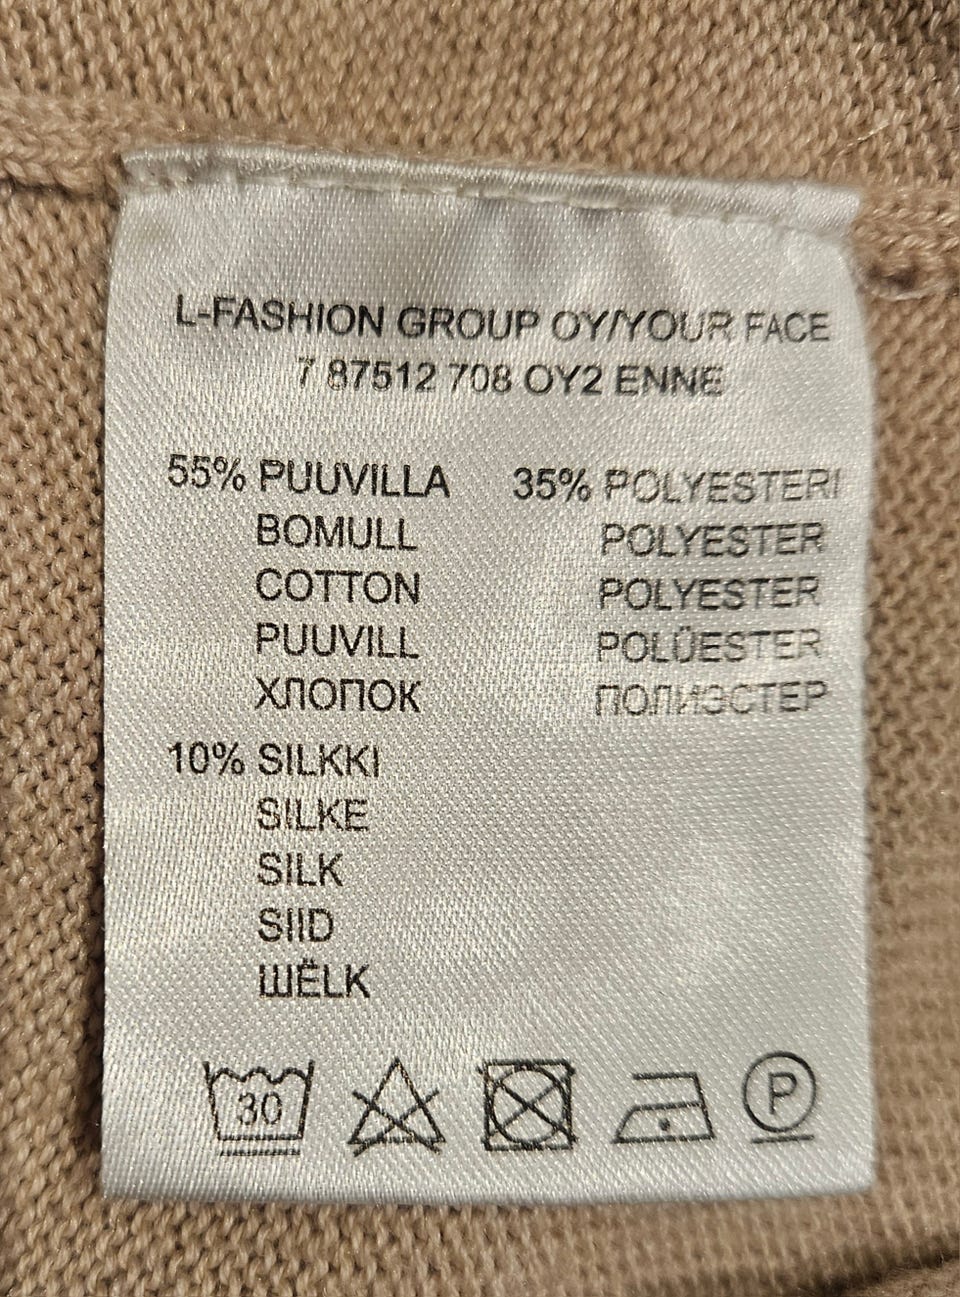 L-FASHION GROUP OY/YOUR FACE
7 87512 708 OY2 ENNE
55% PUUVILLA
BOMULL
COTTON
PUUVILL
ХЛОПОК
35% POLYESTERI
POLYESTER
POLYESTER
POLÜESTER
ПОЛИЭСТЕР
10% SILKKI
SILKE
SILK
SIID
ШЁLK
30
P